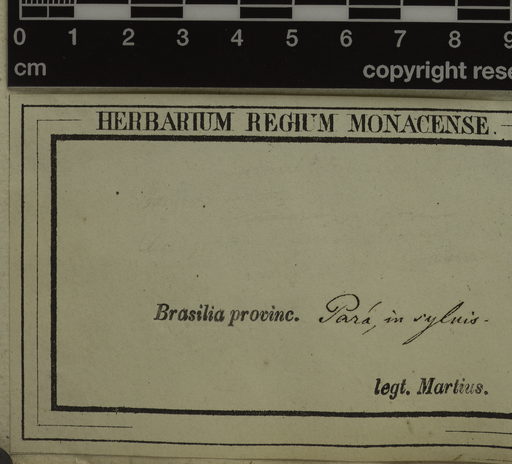 0 1 2 3 4 5 6 7 8 9
cm copyright rese
HERBARIUM REGIUM MONACENSE.
Brasilia provinc. Pará, in sylvis.
legt. Martius.